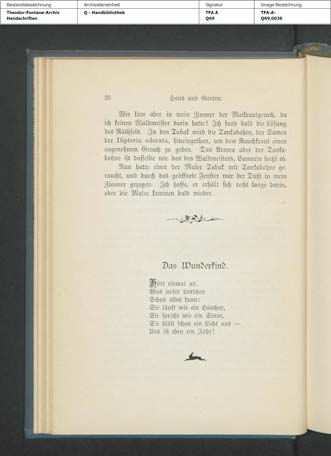 Bestandsbezeichnung Archivalieneinheit Signatur Image-Bezeichnung
Theodor-Fontane-Archiv Q - Handbibliothek TFA A TFA-A-
Handschriften Q69 Q69,0036
26 Haus und Garten.
Wie kam aber in mein Zimmer der Maikrautgeruch, da
ich keinen Waldmeister darin hatte? Ich fand bald die Lösung
des Räthsels. In den Tabak wird die Tonkabohne, der Samen
der Dipterix odorata, hineingethan, um dem Rauchkraut einen
angenehmen Geruch zu geben. Das Aroma aber der Tonka-
bohne ist dasselbe wie das des Waldmeisters, Cumarin heißt es.
Nun hatte einer der Maler Tabak mit Tonkabohne ge-
raucht, und durch das geöffnete Fenster war der Duft in mein
Zimmer gezogen. Ich hoffe, er erhält sich recht lange darin,
oder die Maler kommen bald wieder.
Das Wunderkind.
Hört einmal an,
Was unser Lottchen
Schon alles kann:
Sie läuft wie ein Häschen,
Sie spricht wie ein Staar,
Sie bläst schon ein Licht aus —
Und ist eben ein Jahr!